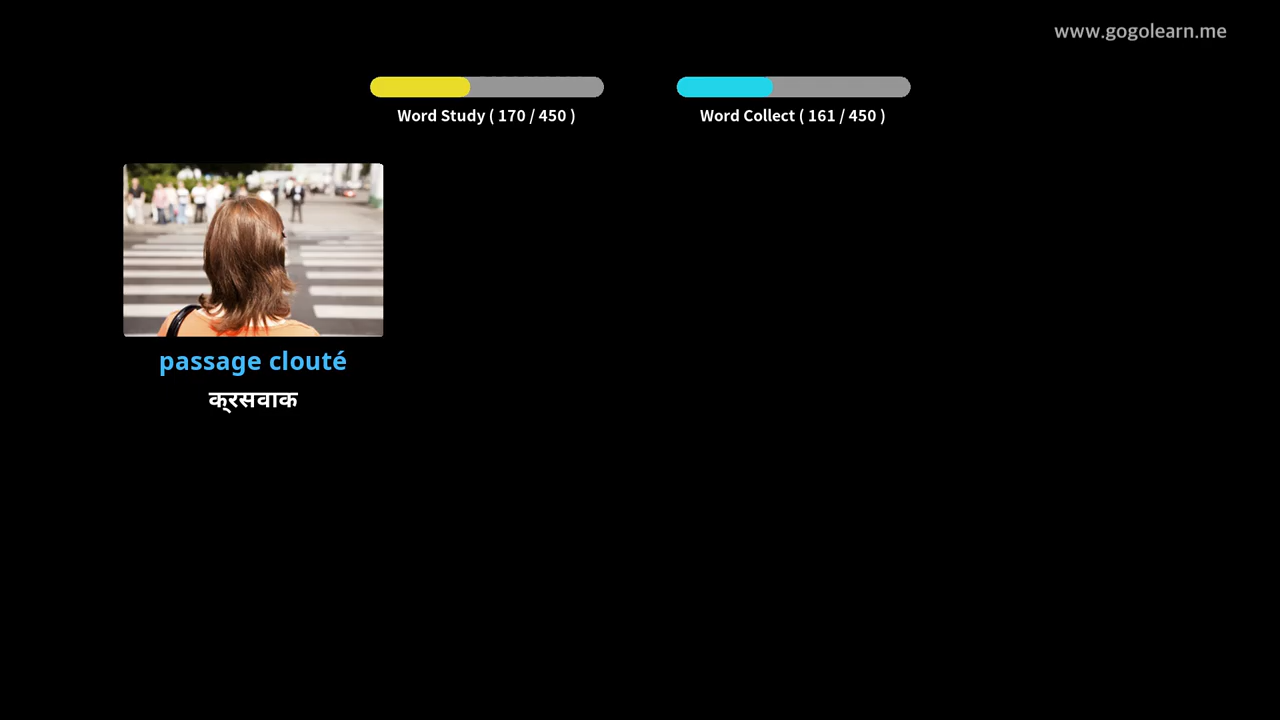 www.gogolearn.me
Word Study ( 170 / 450 )
Word Collect ( 161 / 450 )
passage clouté
क्रसवाक